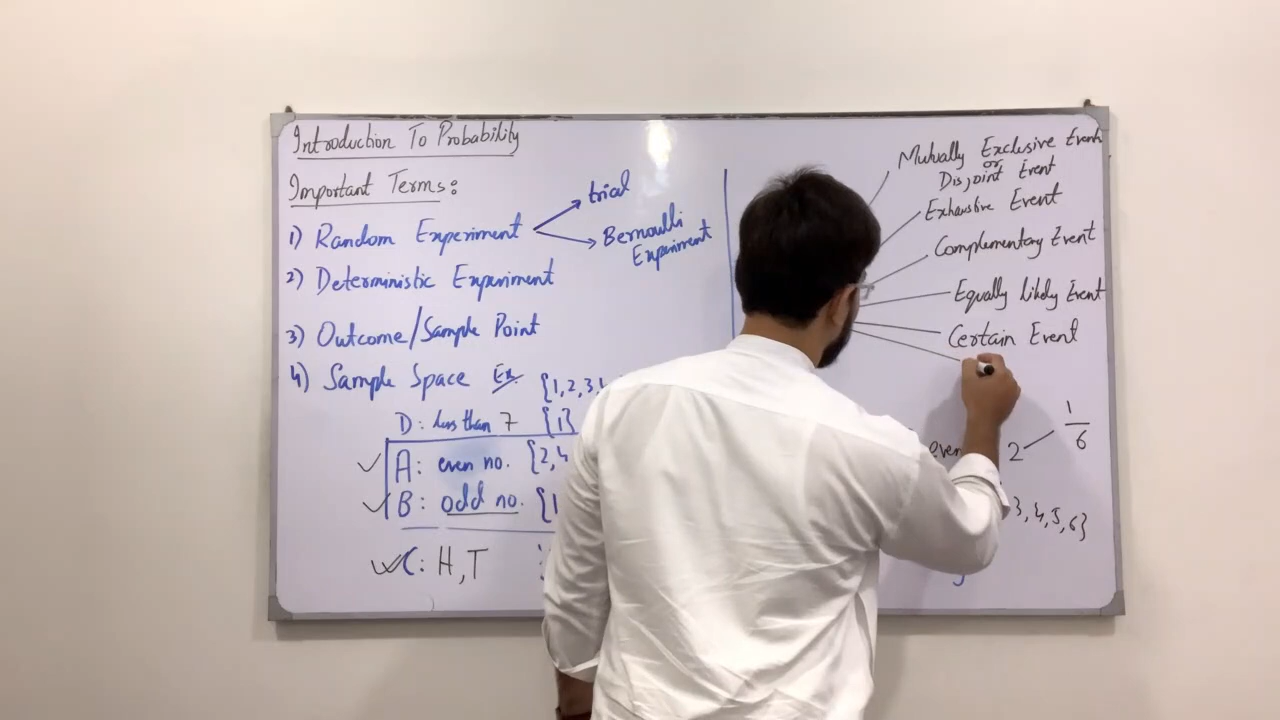 Introduction To Probability
Important Terms:
1) Random Experiment
trial
Bernoulli
Experiment
2) Deterministic Experiment
3) Outcome/Sample Point
4) Sample Space Ex. {1,2,3,
D: less than 7 {1}
A: even no. {2,4
B: odd no. {1
C: H,T
Mutually Exclusive Event
or
Disjoint Event
Exhaustive Event
Complementary Event
Equally Likely Event
Certain Event
even
2
1/6
3,4,5,6}